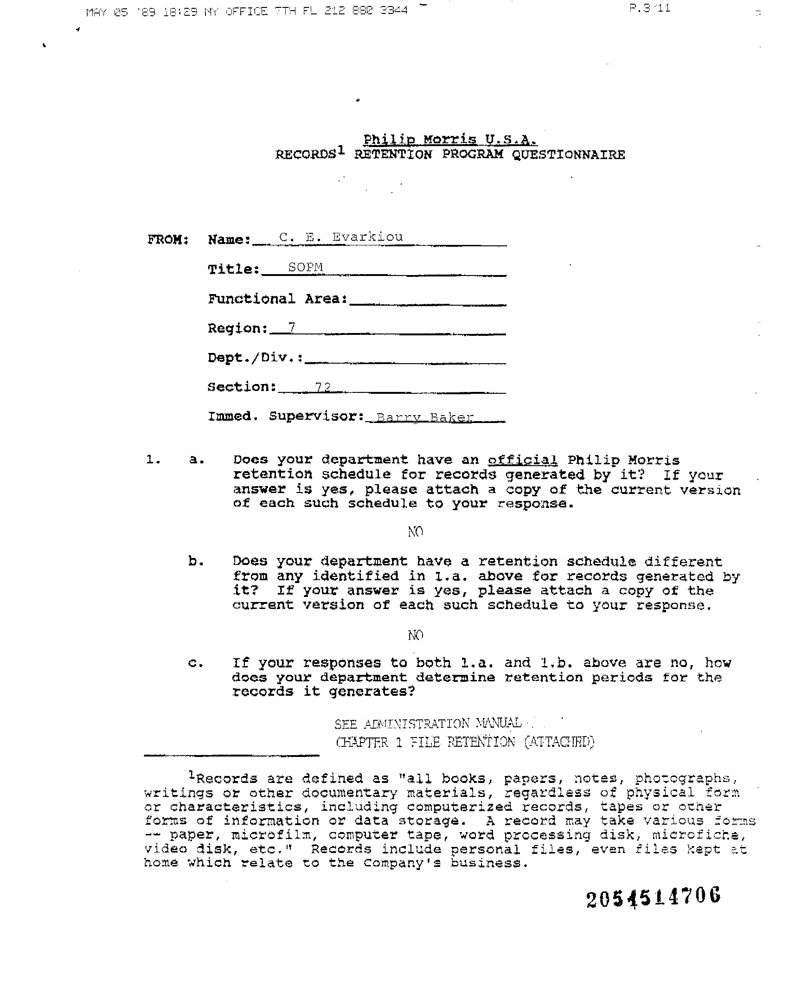 MAY 05 '89 18:29 NY OFFICE 7TH FL 212 880 3344 P.3/11
Philip Morris U.S.A.
RECORDS1 RETENTION PROGRAM QUESTIONNAIRE
FROM: Name: C. E. Evarkiou
Title: SOPM
Functional Area:
Region: 7
Dept./Div.:
Section: 72
Immed. Supervisor: Barry Baker
1. a. Does your department have an official Philip Morris
retention schedule for records generated by it? If your
answer is yes, please attach a copy of the current version
of each such schedule to your response.
NO
b. Does your department have a retention schedule different
from any identified in 1.a. above for records generated by
it? If your answer is yes, please attach a copy of the
current version of each such schedule to your response.
NO
c. If your responses to both 1.a. and 1.b. above are no, how
does your department determine retention periods for the
records it generates?
SEE ADMINISTRATION MANUAL
CHAPTER 1 FILE RETENTION (ATTACHED)
1Records are defined as "all books, papers, notes, photographs,
writings or other documentary materials, regardless of physical form
or characteristics, including computerized records, tapes or other
forms of information or data storage. A record may take various forms
-- paper, microfilm, computer tape, word processing disk, microfiche,
video disk, etc." Records include personal files, even files kept at
home which relate to the Company's business.
2054514706